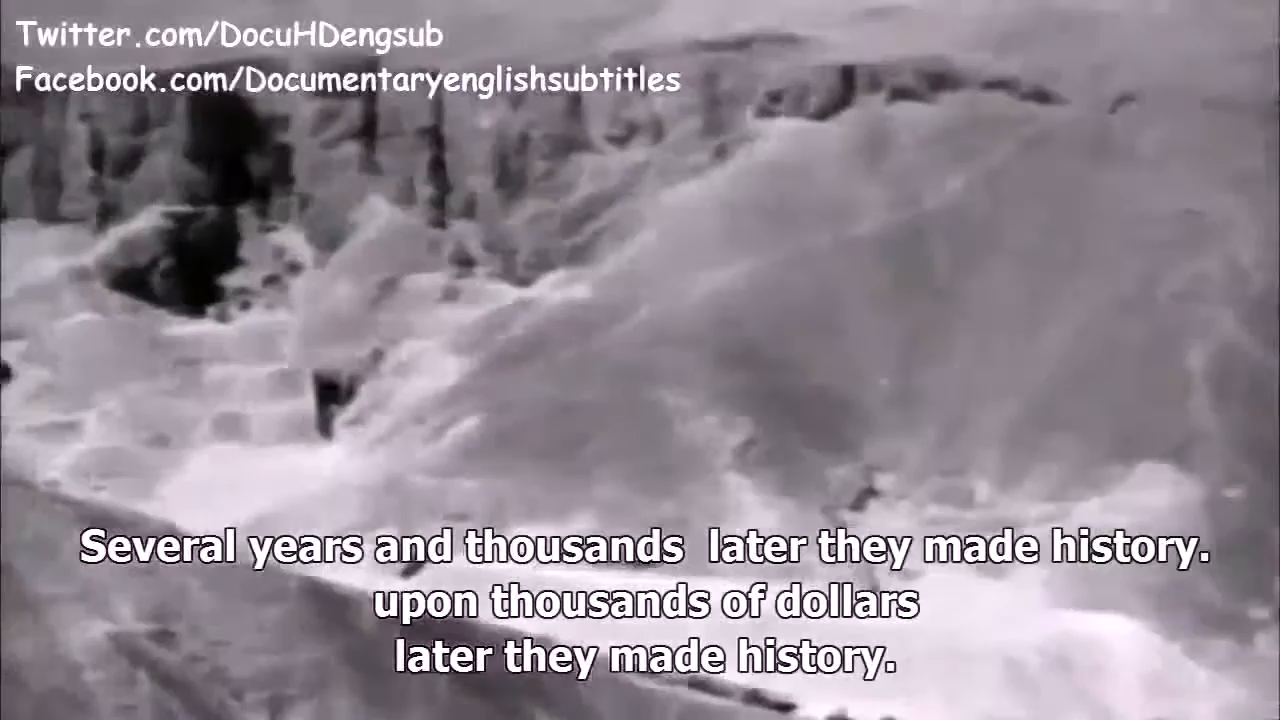 Twitter.com/DocuHDengsub
Facebook.com/Documentaryenglishsubtitles
Several years and thousands  later they made history.
upon thousands of dollars
later they made history.